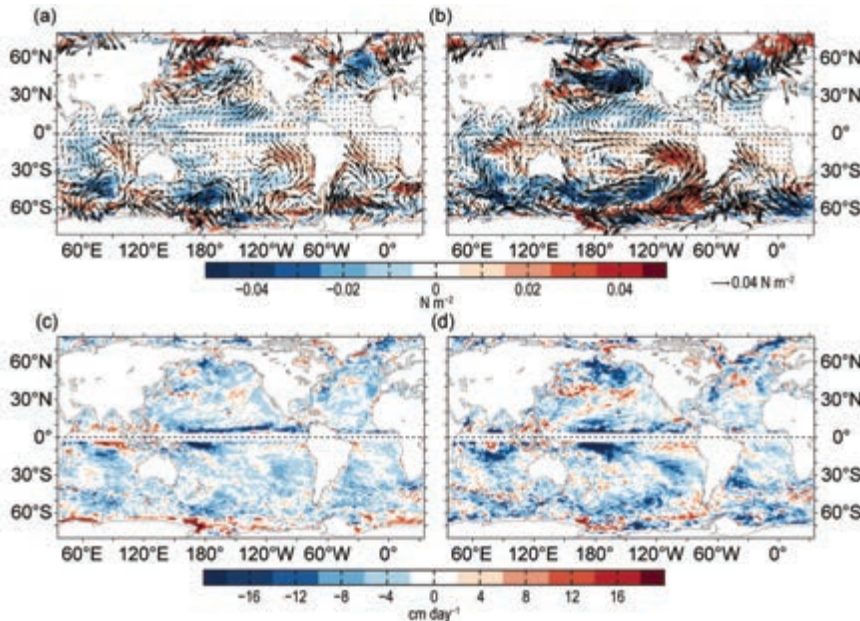 (a) (b)
60°N 60°N
30°N 30°N
0° 0°
30°S 30°S
60°S 60°S
60°E 120°E 180° 120°W 60°W 0° 60°E 120°E 180° 120°W 60°W 0°
−0.04 −0.02 0 0.02 0.04 0.04 N m⁻²
N m⁻²
(c) (d)
60°N 60°N
30°N 30°N
0° 0°
30°S 30°S
60°S 60°S
60°E 120°E 180° 120°W 60°W 0° 60°E 120°E 180° 120°W 60°W 0°
−16 −12 −8 −4 0 4 8 12 16
cm day⁻¹